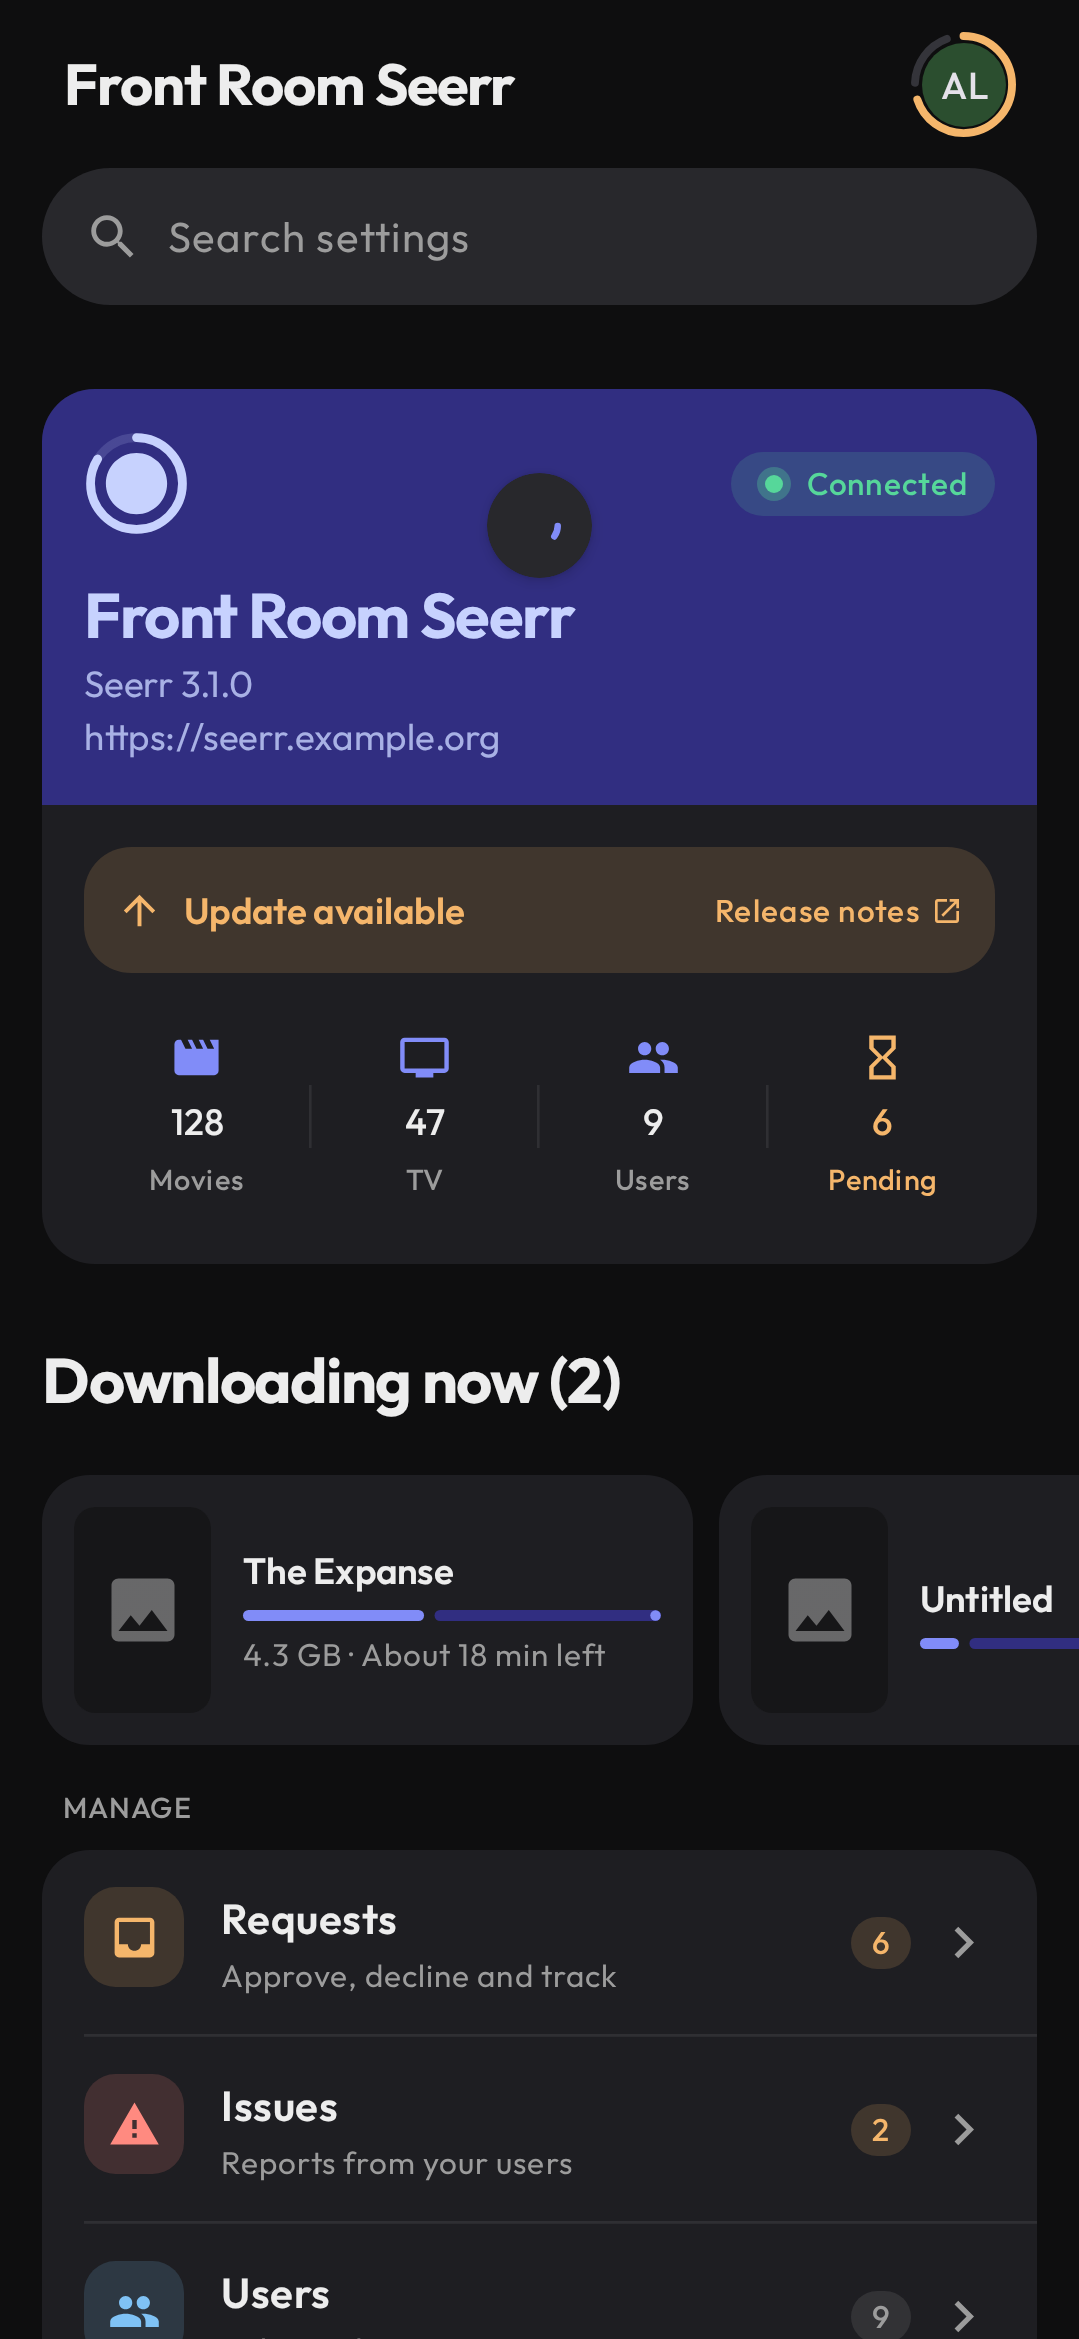 Front Room Seerr
AL
Search settings
Connected
Front Room Seerr
Seerr 3.1.0
https://seerr.example.org
Update available
Release notes
128
47
9
6
Movies
TV
Users
Pending
Downloading now (2)
The Expanse
4.3 GB · About 18 min left
Untitled
MANAGE
Requests
Approve, decline and track
6
Issues
Reports from your users
2
Users
9